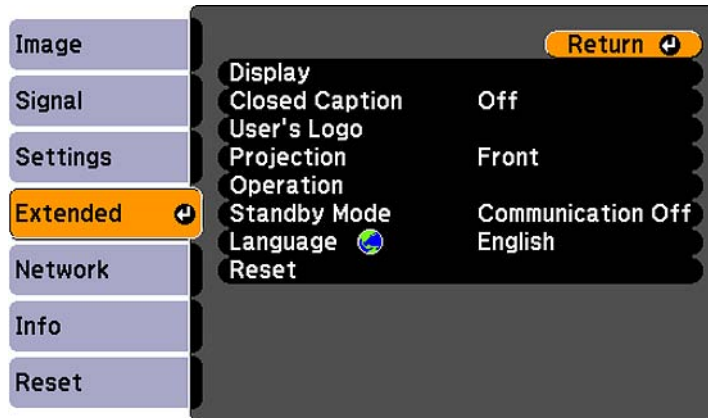 Image
Signal
Settings
Extended
Network
Info
Reset
Return
Display
Closed Caption Off
User's Logo
Projection Front
Operation
Standby Mode Communication Off
Language English
Reset